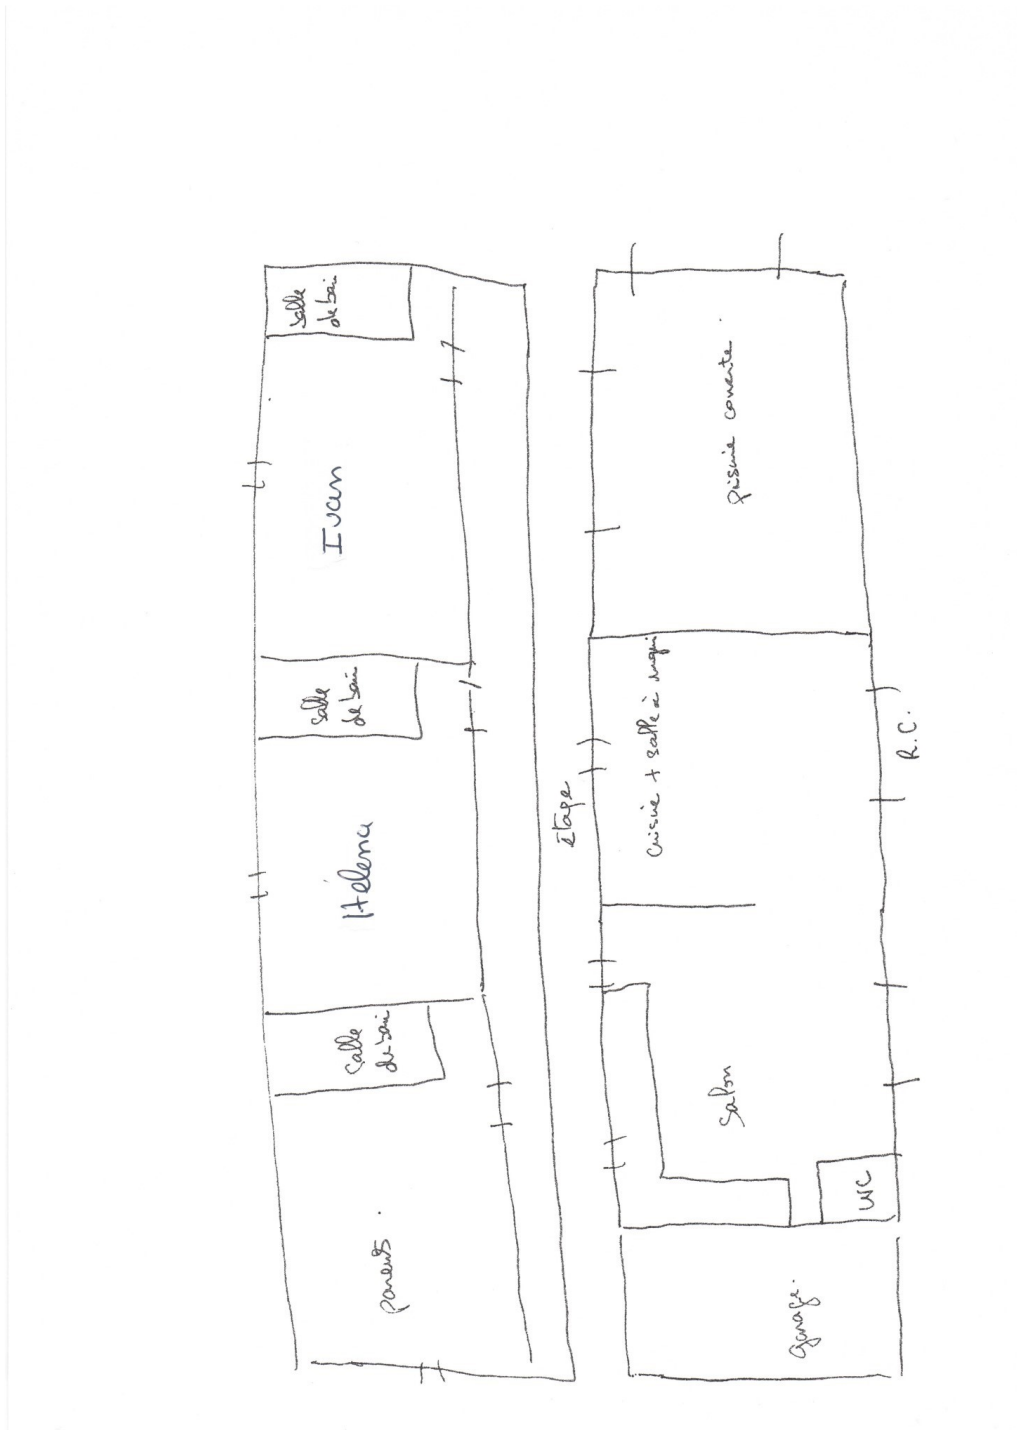 Parents.
Salle
de bain
Helena
Salle
de bain
Ivan
Salle
de bain
étage
garage.
WC
Salon
Cuisine + salle à
piscine couverte.
R.C.